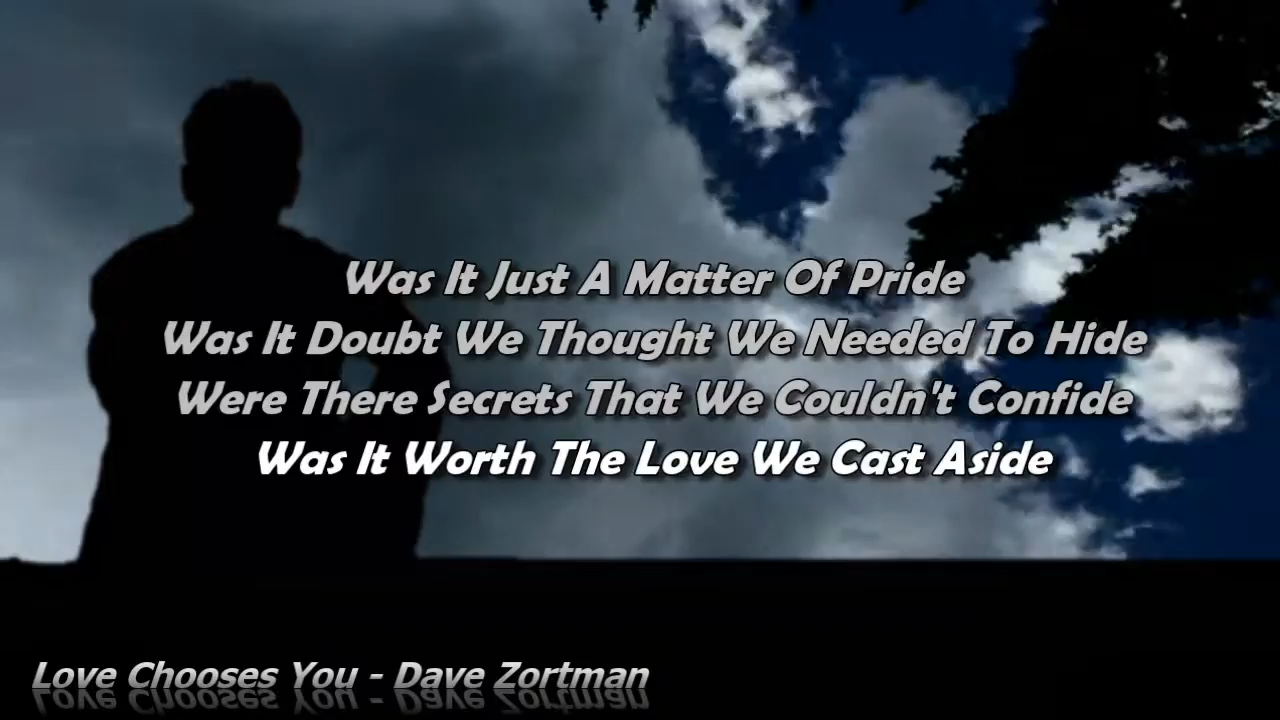 Was It Just A Matter Of Pride
Was It Doubt We Thought We Needed To Hide
Were There Secrets That We Couldn't Confide
Was It Worth The Love We Cast Aside
Love Chooses You - Dave Zortman